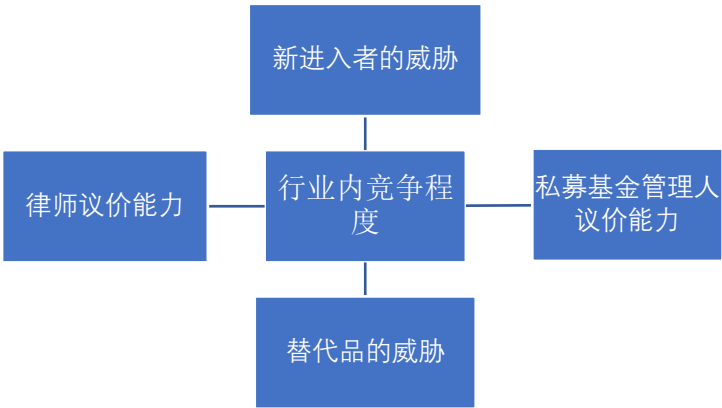 新进入者的威胁
律师议价能力
行业内竞争程
度
私募基金管理人
议价能力
替代品的威胁